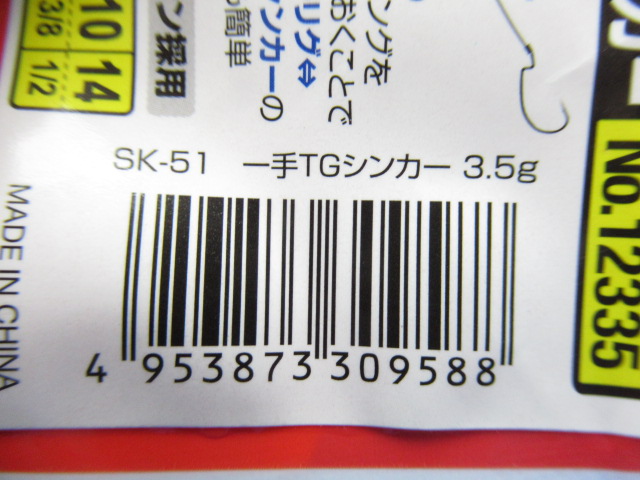 10 14
3/8 1/2
ン採用
ングを
おくことで
リグ⇔
シンカーの
簡単
No.12335
SK-51 一手TGシンカー 3.5g
MADE IN CHINA
4 953873 309588